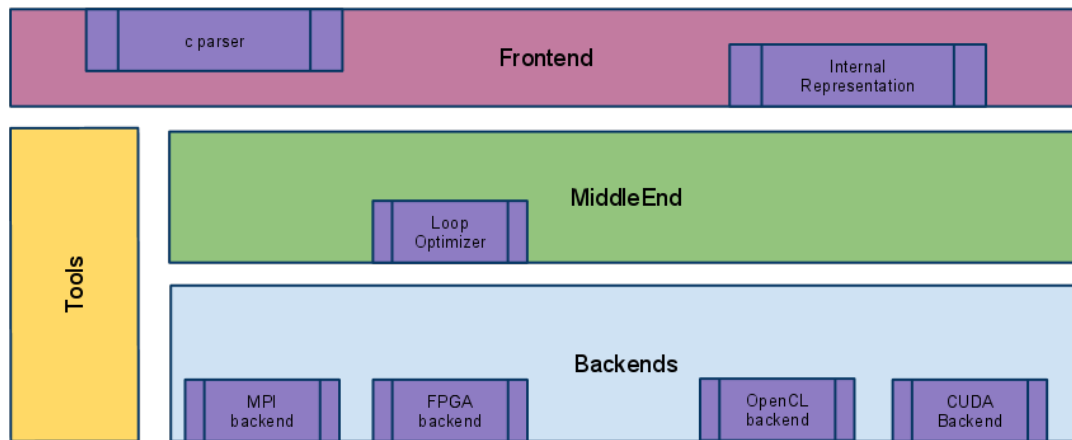 c parser
Frontend
Internal
Representation
MiddleEnd
Loop
Optimizer
Tools
Backends
MPI
backend
FPGA
backend
OpenCL
backend
CUDA
Backend